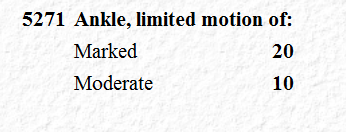 5271 Ankle, limited motion of:
Marked 20
Moderate 10